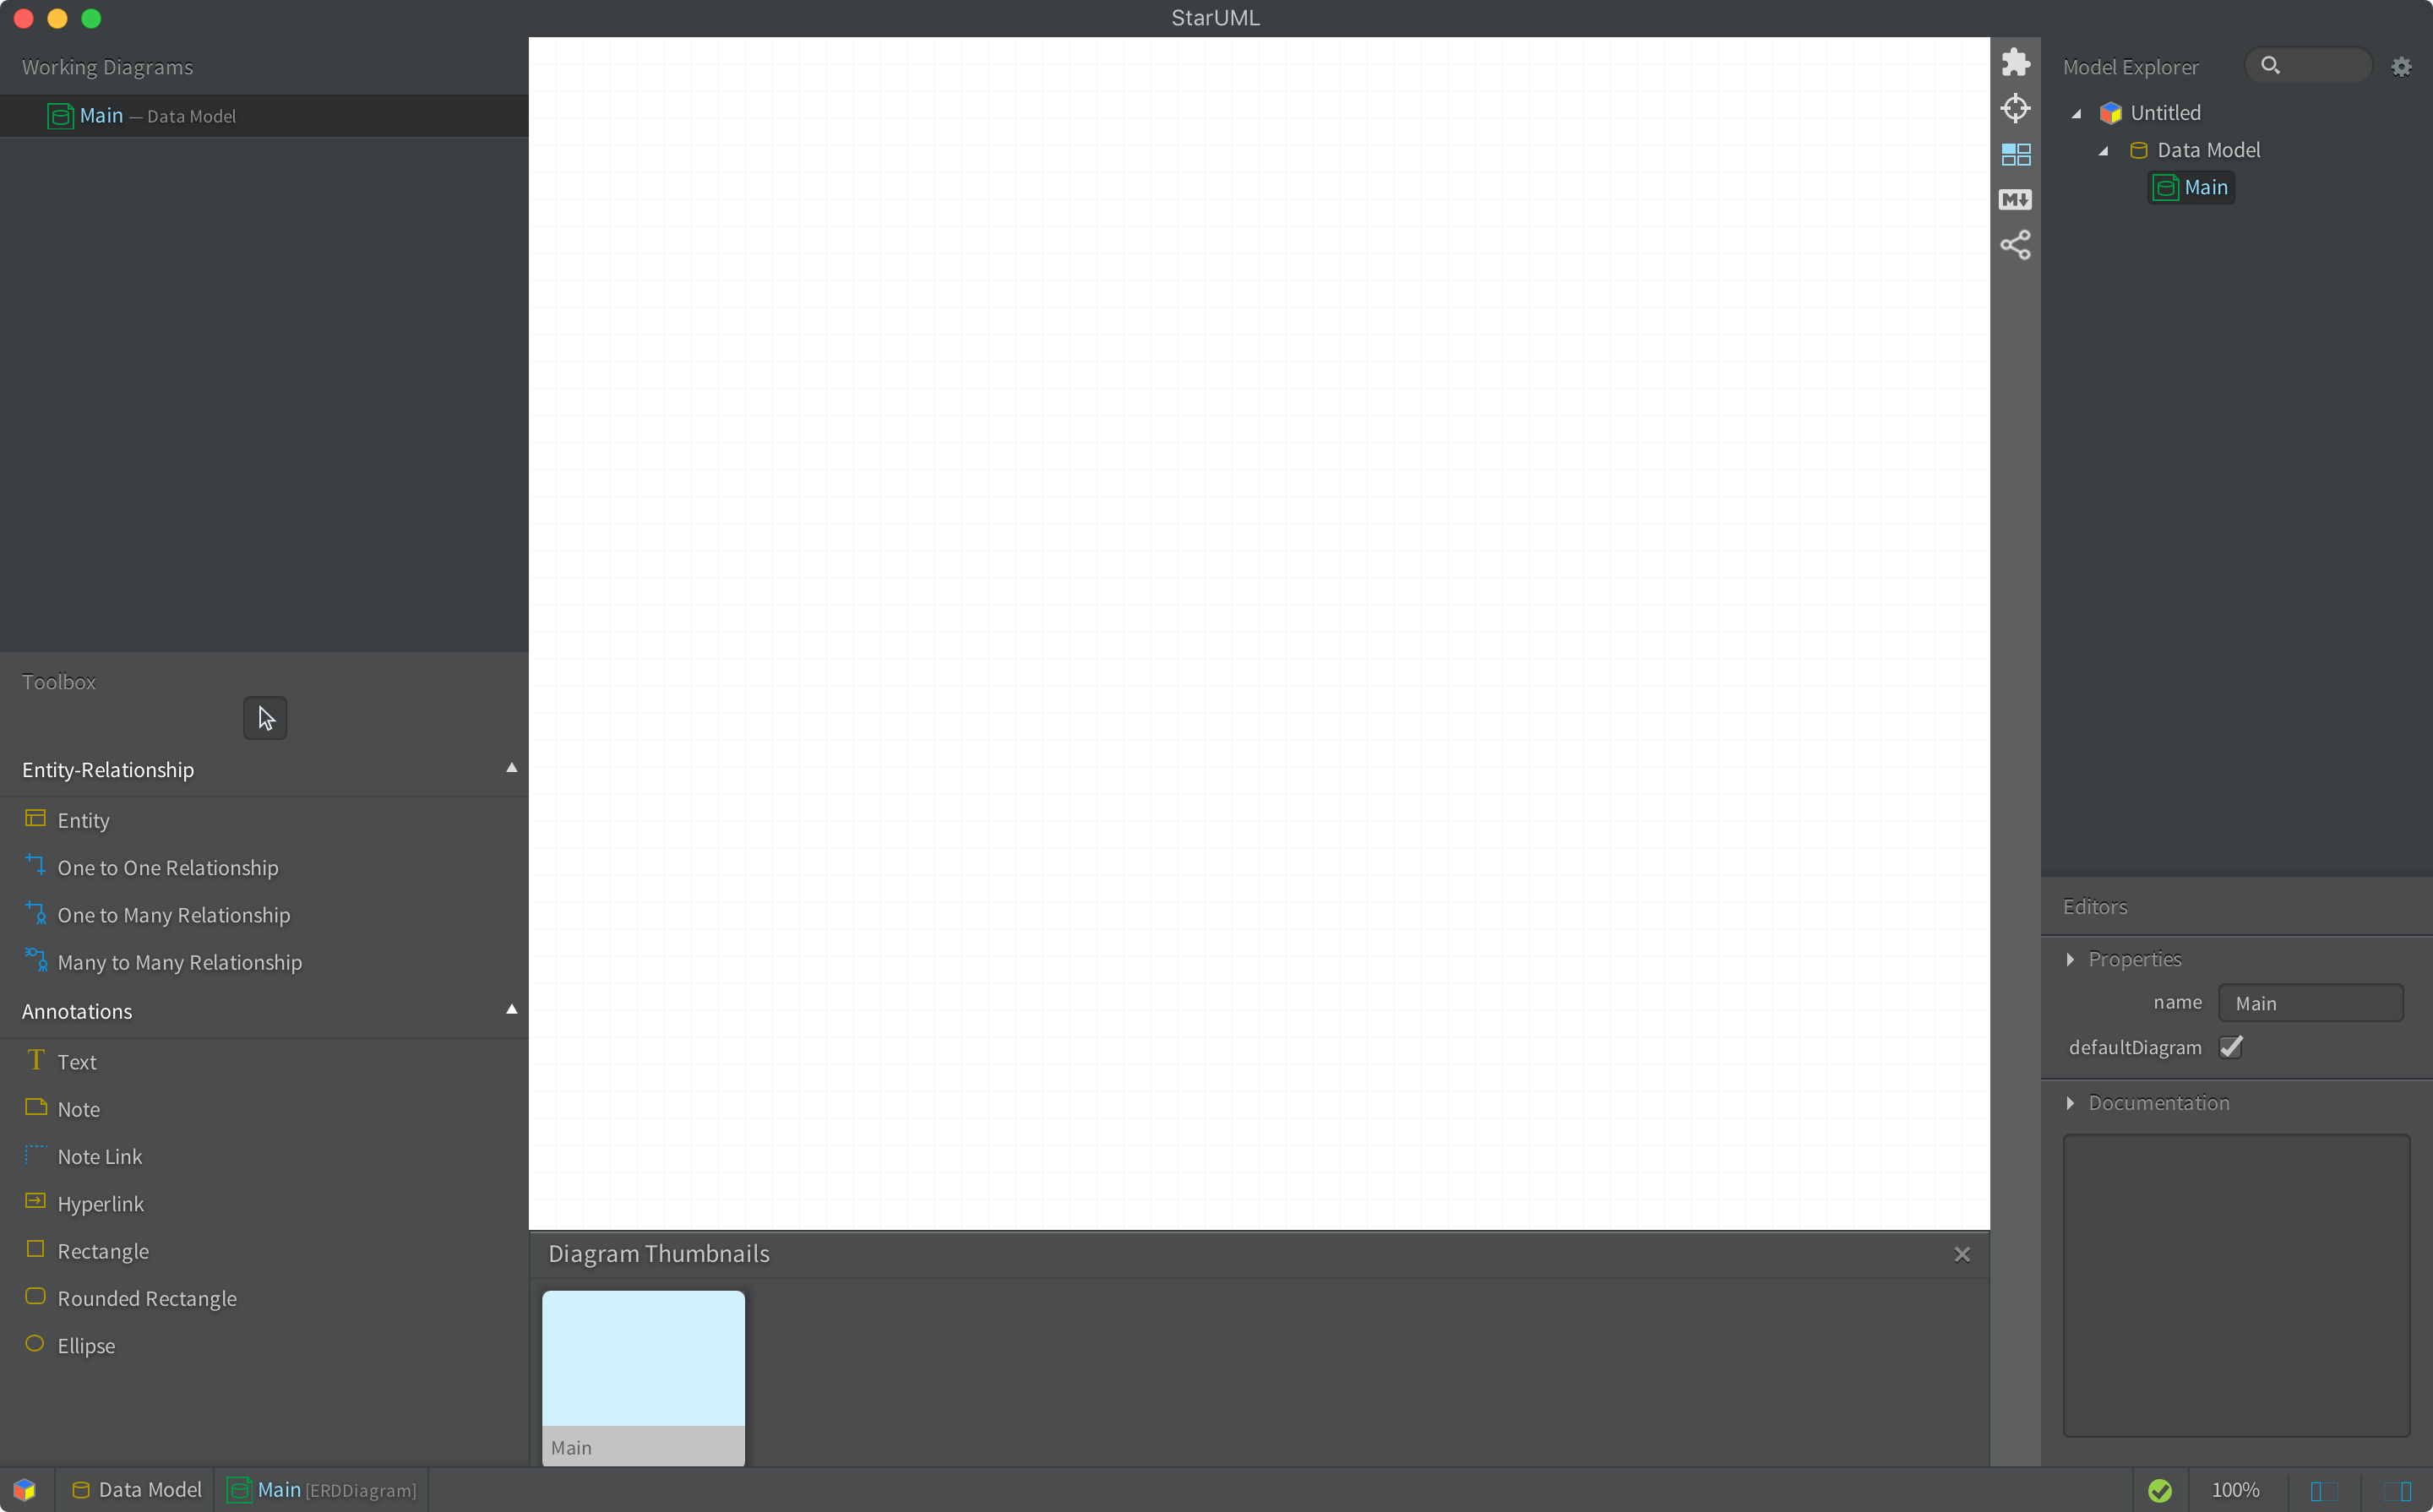 StarUML
Working Diagrams
Main — Data Model
Toolbox
Entity-Relationship
Entity
One to One Relationship
One to Many Relationship
Many to Many Relationship
Annotations
Text
Note
Note Link
Hyperlink
Rectangle
Rounded Rectangle
Ellipse
Diagram Thumbnails
Main
M
Model Explorer
Untitled
Data Model
Main
Editors
Properties
name Main
defaultDiagram
Documentation
Data Model
Main [ERDDiagram]
100%